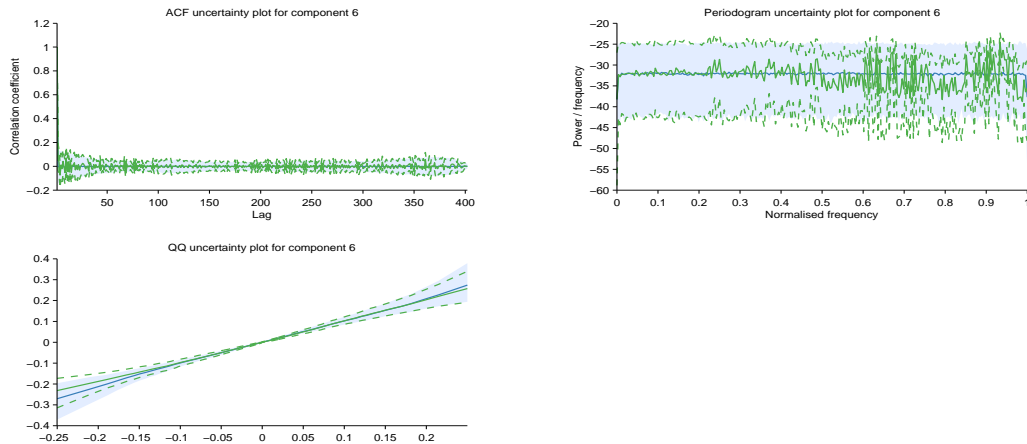 ACF uncertainty plot for component 6
Correlation coefficient
1.2
1
0.8
0.6
0.4
0.2
0
−0.2
50 100 150 200 250 300 350 400
Lag
Periodogram uncertainty plot for component 6
Power / frequency
−20
−25
−30
−35
−40
−45
−50
−55
−60
0 0.1 0.2 0.3 0.4 0.5 0.6 0.7 0.8 0.9 1
Normalised frequency
QQ uncertainty plot for component 6
0.4
0.3
0.2
0.1
0
−0.1
−0.2
−0.3
−0.4
−0.25 −0.2 −0.15 −0.1 −0.05 0 0.05 0.1 0.15 0.2